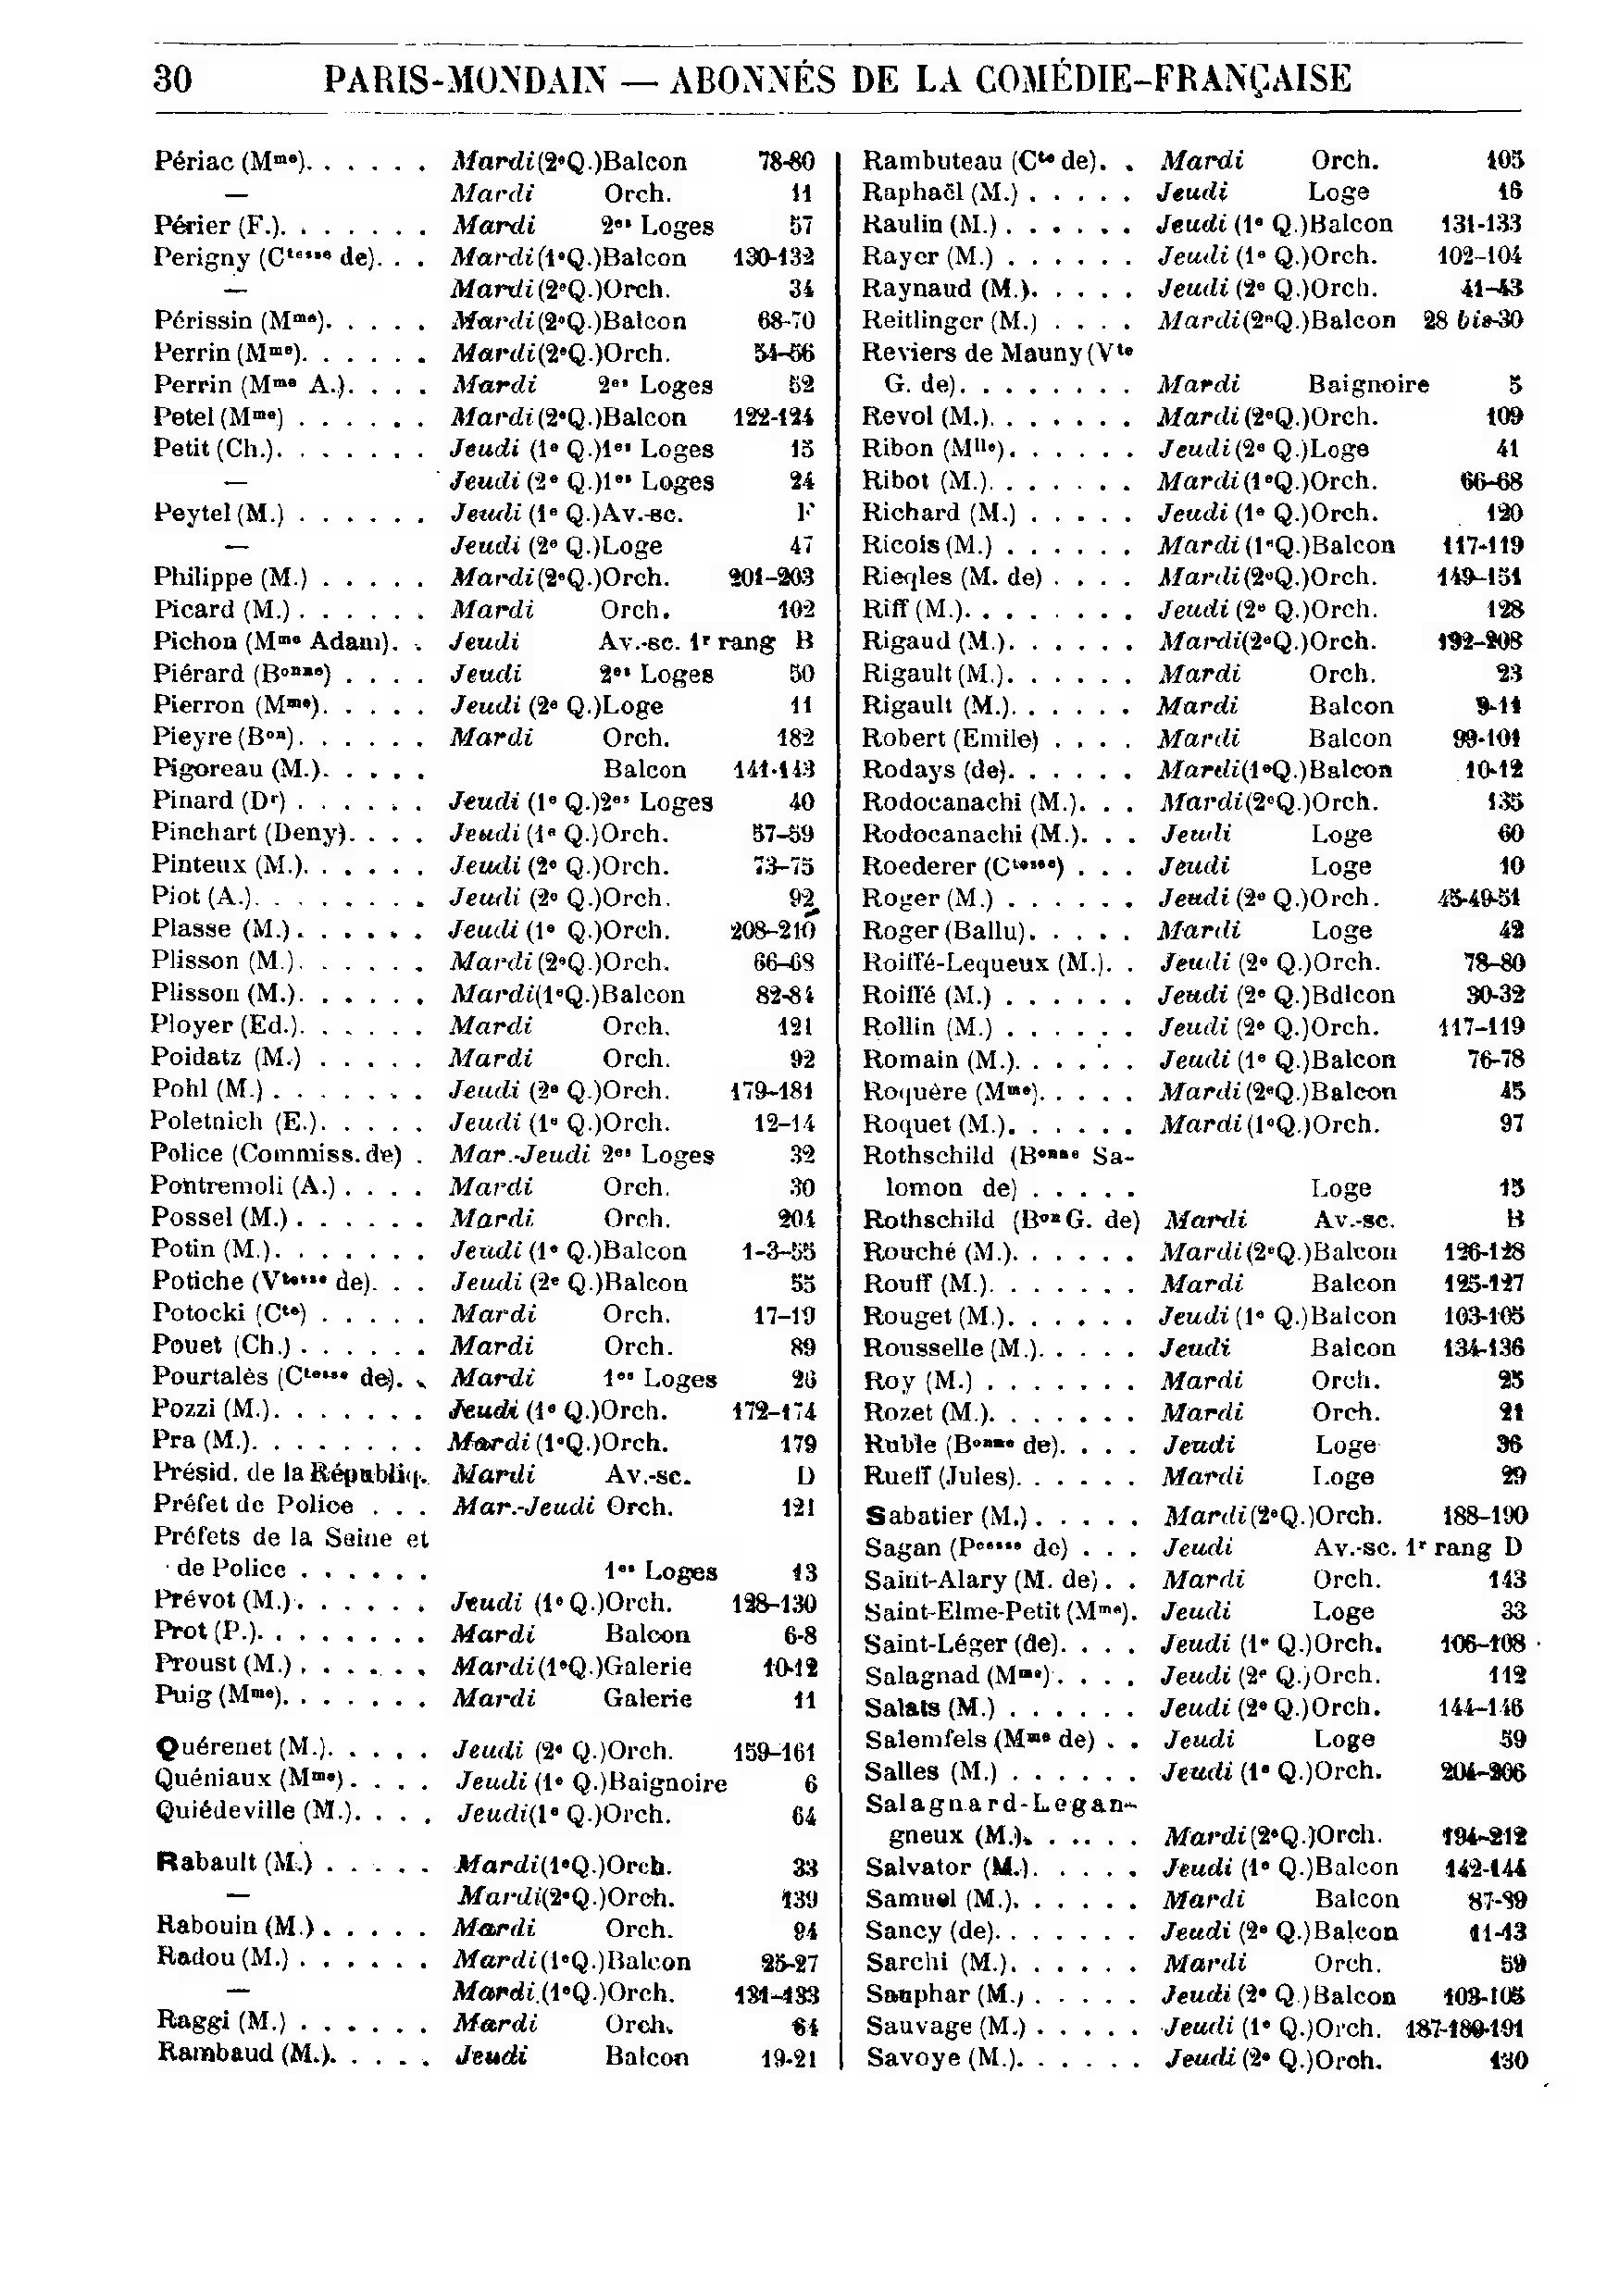 30 PARIS-MONDAIN — ABONNÉS DE LA COMÉDIE-FRANÇAISE
Périac (Mme). . . . . . Mardi (2e Q.) Balcon 78-80
— Mardi Orch. 11
Périer (F.). . . . . . . Mardi 2es Loges 57
Perigny (Ctesse de). . . Mardi (1e Q.) Balcon 130-132
— Mardi (2e Q.) Orch. 34
Périssin (Mme). . . . . Mardi (2e Q.) Balcon 68-70
Perrin (Mme). . . . . . Mardi (2e Q.) Orch. 54-56
Perrin (Mme A.). . . . Mardi 2es Loges 52
Petel (Mme) . . . . . . Mardi (2e Q.) Balcon 122-124
Petit (Ch.). . . . . . . Jeudi (1e Q.) 1es Loges 15
— Jeudi (2e Q.) 1es Loges 24
Peytel (M.) . . . . . . Jeudi (1e Q.) Av.-sc. F
— Jeudi (2e Q.) Loge 47
Philippe (M.) . . . . . Mardi (2e Q.) Orch. 201-203
Picard (M.) . . . . . . Mardi Orch. 102
Pichon (Mme Adam). . Jeudi Av.-sc. 1r rang B
Piérard (Bonne) . . . . Jeudi 2es Loges 50
Pierron (Mme). . . . . Jeudi (2e Q.) Loge 11
Pieyre (Bon). . . . . . Mardi Orch. 182
Pigoreau (M.). . . . . Balcon 141-143
Pinard (Dr) . . . . . . Jeudi (1e Q.) 2es Loges 40
Pinchart (Deny). . . . Jeudi (1e Q.) Orch. 57-59
Pinteux (M.). . . . . . Jeudi (2e Q.) Orch. 73-75
Piot (A.). . . . . . . . Jeudi (2e Q.) Orch. 92
Plasse (M.) . . . . . . Jeudi (1e Q.) Orch. 208-210
Plisson (M.). . . . . . Mardi (2e Q.) Orch. 66-68
Plisson (M.). . . . . . Mardi (1e Q.) Balcon 82-84
Ployer (Ed.). . . . . . Mardi Orch. 121
Poidatz (M.) . . . . . Mardi Orch. 92
Pohl (M.) . . . . . . . Jeudi (2e Q.) Orch. 179-181
Poletnich (E.). . . . . Jeudi (1e Q.) Orch. 12-14
Police (Commiss. de) . Mar.-Jeudi 2es Loges 32
Pontremoli (A.) . . . . Mardi Orch. 30
Possel (M.) . . . . . . Mardi Orch. 204
Potin (M.). . . . . . . Jeudi (1e Q.) Balcon 1-3-55
Potiche (Vtesse de). . . Jeudi (2e Q.) Balcon 55
Potocki (Cte) . . . . . Mardi Orch. 17-19
Pouet (Ch.) . . . . . . Mardi Orch. 89
Pourtalès (Ctesse de). . Mardi 1es Loges 26
Pozzi (M.). . . . . . . Jeudi (1e Q.) Orch. 172-174
Pra (M.). . . . . . . . Mardi (1e Q.) Orch. 179
Présid. de la Républiq. Mardi Av.-sc. D
Préfet de Police . . . Mar.-Jeudi Orch. 121
Préfets de la Seine et
de Police . . . . . . 1es Loges 13
Prévot (M.). . . . . . Jeudi (1e Q.) Orch. 128-130
Prot (P.). . . . . . . . Mardi Balcon 6-8
Proust (M.) . . . . . . Mardi (1e Q.) Galerie 10-12
Puig (Mme). . . . . . . Mardi Galerie 11
Quérenet (M.). . . . . Jeudi (2e Q.) Orch. 159-161
Quéniaux (Mme). . . . Jeudi (1e Q.) Baignoire 6
Quiédeville (M.). . . . Jeudi (1e Q.) Orch. 64
Rabault (M.) . . . . . Mardi (1e Q.) Orch. 33
— Mardi (2e Q.) Orch. 139
Rabouin (M.) . . . . . Mardi Orch. 94
Radou (M.) . . . . . . Mardi (1e Q.) Balcon 25-27
— Mardi (1e Q.) Orch. 131-133
Raggi (M.) . . . . . . Mardi Orch. 64
Rambaud (M.). . . . . Jeudi Balcon 19-21
Rambuteau (Cte de). . Mardi Orch. 105
Raphaël (M.) . . . . . Jeudi Loge 16
Raulin (M.) . . . . . . Jeudi (1e Q.) Balcon 131-133
Rayer (M.) . . . . . . Jeudi (1e Q.) Orch. 102-104
Raynaud (M.). . . . . Jeudi (2e Q.) Orch. 41-43
Reitlinger (M.) . . . . Mardi (2e Q.) Balcon 28 bis-30
Reviers de Mauny (Vte
G. de). . . . . . . . Mardi Baignoire 5
Revol (M.). . . . . . . Mardi (2e Q.) Orch. 109
Ribon (Mlle). . . . . . Jeudi (2e Q.) Loge 41
Ribot (M.). . . . . . . Mardi (1e Q.) Orch. 66-68
Richard (M.) . . . . . Jeudi (1e Q.) Orch. 120
Ricois (M.) . . . . . . Mardi (1e Q.) Balcon 117-119
Rieqles (M. de) . . . . Mardi (2e Q.) Orch. 149-151
Riff (M.). . . . . . . . Jeudi (2e Q.) Orch. 128
Rigaud (M.). . . . . . Mardi (2e Q.) Orch. 192-208
Rigault (M.). . . . . . Mardi Orch. 23
Rigault (M.). . . . . . Mardi Balcon 9-11
Robert (Emile) . . . . Mardi Balcon 99-101
Rodays (de). . . . . . Mardi (1e Q.) Balcon 10-12
Rodocanachi (M.). . . Mardi (2e Q.) Orch. 135
Rodocanachi (M.). . . Jeudi Loge 60
Roederer (Ctesse) . . . Jeudi Loge 10
Roger (M.) . . . . . . Jeudi (2e Q.) Orch. 45-49-51
Roger (Ballu). . . . . Mardi Loge 42
Roiffé-Lequeux (M.). . Jeudi (2e Q.) Orch. 78-80
Roiffé (M.) . . . . . . Jeudi (2e Q.) Bdlcon 30-32
Rollin (M.) . . . . . . Jeudi (2e Q.) Orch. 117-119
Romain (M.). . . . . . Jeudi (1e Q.) Balcon 76-78
Roquère (Mme). . . . . Mardi (2e Q.) Balcon 45
Roquet (M.). . . . . . Mardi (1e Q.) Orch. 97
Rothschild (Bonne Sa-
lomon de) . . . . . Loge 15
Rothschild (Bon G. de) Mardi Av.-sc. B
Rouché (M.). . . . . . Mardi (2e Q.) Balcon 126-128
Rouff (M.). . . . . . . Mardi Balcon 125-127
Rouget (M.). . . . . . Jeudi (1e Q.) Balcon 103-105
Rousselle (M.). . . . . Jeudi Balcon 134-136
Roy (M.) . . . . . . . Mardi Orch. 25
Rozet (M.). . . . . . . Mardi Orch. 21
Ruble (Bonne de). . . . Jeudi Loge 36
Rueff (Jules). . . . . . Mardi Loge 29
Sabatier (M.) . . . . . Mardi (2e Q.) Orch. 188-190
Sagan (Pcesse de) . . . Jeudi Av.-sc. 1r rang D
Saint-Alary (M. de). . Mardi Orch. 143
Saint-Elme-Petit (Mme). Jeudi Loge 33
Saint-Léger (de). . . . Jeudi (1e Q.) Orch. 106-108
Salagnad (Mme). . . . Jeudi (2e Q.) Orch. 112
Salats (M.) . . . . . . Jeudi (2e Q.) Orch. 144-146
Salemfels (Mme de) . . Jeudi Loge 59
Salles (M.) . . . . . . Jeudi (1e Q.) Orch. 204-206
Salagnard-Legan-
gneux (M.). . . . . . Mardi (2e Q.) Orch. 194-212
Salvator (M.). . . . . Jeudi (1e Q.) Balcon 142-144
Samuel (M.). . . . . . Mardi Balcon 87-89
Sancy (de). . . . . . . Jeudi (2e Q.) Balcon 11-13
Sarchi (M.). . . . . . Mardi Orch. 59
Sauphar (M.) . . . . . Jeudi (2e Q.) Balcon 103-105
Sauvage (M.) . . . . . Jeudi (1e Q.) Orch. 187-189-191
Savoye (M.). . . . . . Jeudi (2e Q.) Orch. 130